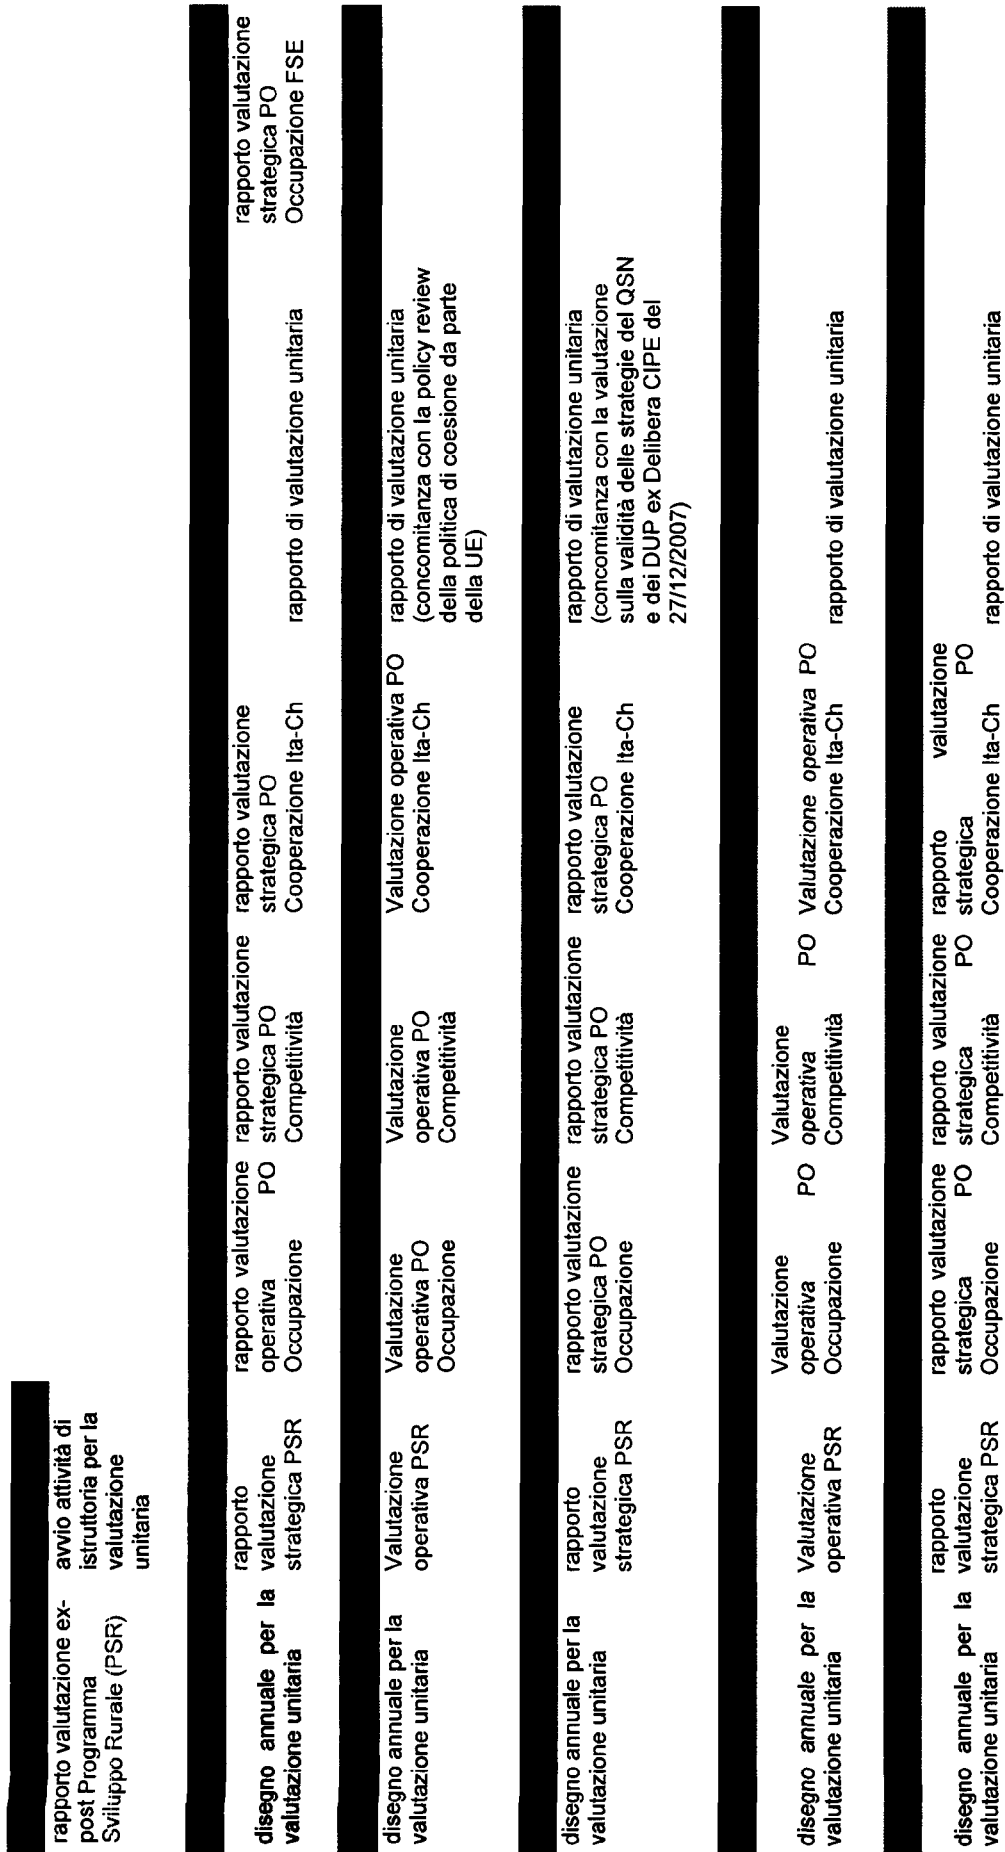 rapporto valutazione ex-
post Programma
Sviluppo Rurale (PSR)
avvio attività di
istruttoria per la
valutazione
unitaria
disegno annuale per la
valutazione unitaria
rapporto
valutazione
strategica PSR
rapporto valutazione
operativa PO
Occupazione
rapporto valutazione
strategica PO
Competitività
rapporto valutazione
strategica PO
Cooperazione Ita-Ch
rapporto di valutazione unitaria
rapporto valutazione
strategica PO
Occupazione FSE
disegno annuale per la
valutazione unitaria
Valutazione
operativa PSR
Valutazione
operativa PO
Occupazione
Valutazione
operativa PO
Competitività
Valutazione operativa PO
Cooperazione Ita-Ch
rapporto di valutazione unitaria
(concomitanza con la policy review
della politica di coesione da parte
della UE)
disegno annuale per la
valutazione unitaria
rapporto
valutazione
strategica PSR
rapporto valutazione
strategica PO
Occupazione
rapporto valutazione
strategica PO
Competitività
rapporto valutazione
strategica PO
Cooperazione Ita-Ch
rapporto di valutazione unitaria
(concomitanza con la valutazione
sulla validità delle strategie del QSN
e dei DUP ex Delibera CIPE del
27/12/2007)
disegno annuale per la
valutazione unitaria
Valutazione
operativa PSR
Valutazione
operativa PO
Occupazione
Valutazione
operativa PO
Competitività
Valutazione operativa PO
Cooperazione Ita-Ch
rapporto di valutazione unitaria
disegno annuale per la
valutazione unitaria
rapporto
valutazione
strategica PSR
rapporto valutazione
strategica PO
Occupazione
rapporto valutazione
strategica PO
Competitività
rapporto valutazione
strategica PO
Cooperazione Ita-Ch
rapporto di valutazione unitaria